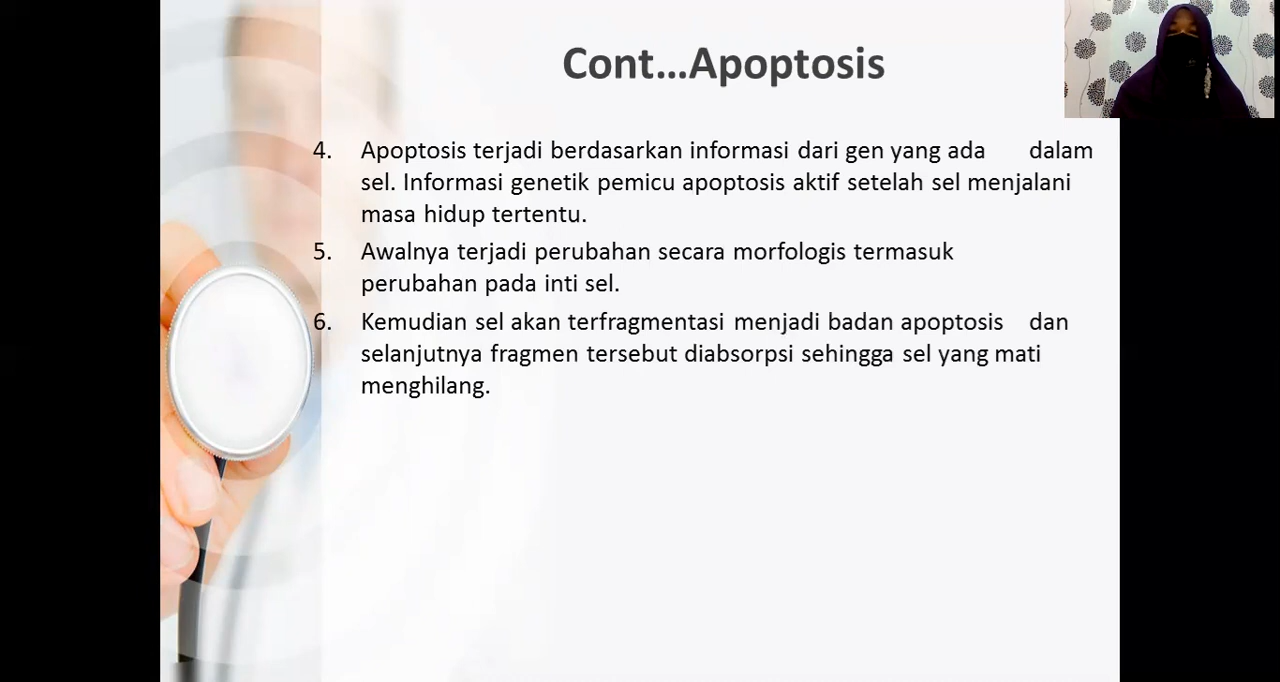 Cont...Apoptosis
4. Apoptosis terjadi berdasarkan informasi dari gen yang ada dalam
sel. Informasi genetik pemicu apoptosis aktif setelah sel menjalani
masa hidup tertentu.
5. Awalnya terjadi perubahan secara morfologis termasuk
perubahan pada inti sel.
6. Kemudian sel akan terfragmentasi menjadi badan apoptosis dan
selanjutnya fragmen tersebut diabsorpsi sehingga sel yang mati
menghilang.